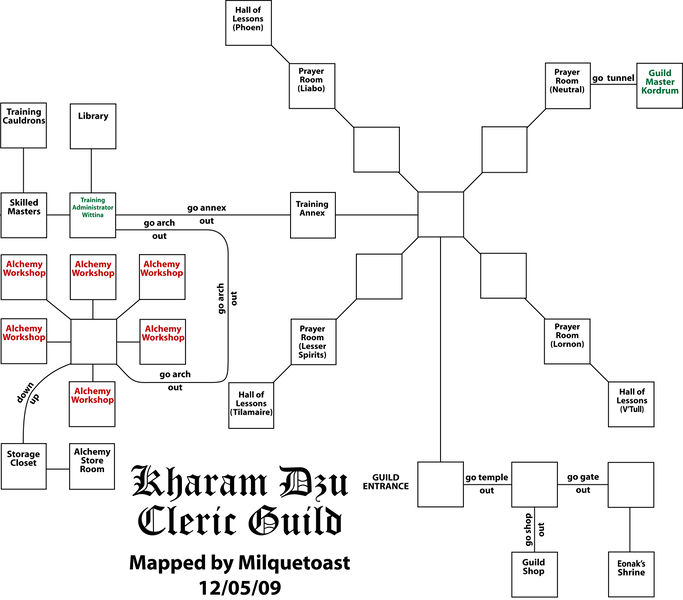 Hall of
Lessons
(Phoen)
Prayer
Room
(Liabo)
Prayer
Room
(Neutral)
go tunnel
Guild
Master
Kordrum
Training
Cauldrons
Library
Skilled
Masters
Training
Administrator
Wittina
go annex
out
go arch
out
Training
Annex
Alchemy
Workshop
Alchemy
Workshop
Alchemy
Workshop
go arch
out
Alchemy
Workshop
Alchemy
Workshop
Prayer
Room
(Lesser
Spirits)
Prayer
Room
(Lornon)
go arch
out
down
up
Alchemy
Workshop
Hall of
Lessons
(Tilamaire)
Hall of
Lessons
(V'Tull)
Storage
Closet
Alchemy
Store
Room
Kharam Dzu
Cleric Guild
Mapped by Milquetoast
12/05/09
GUILD
ENTRANCE
go temple
out
go gate
out
go shop
out
Guild
Shop
Eonak's
Shrine